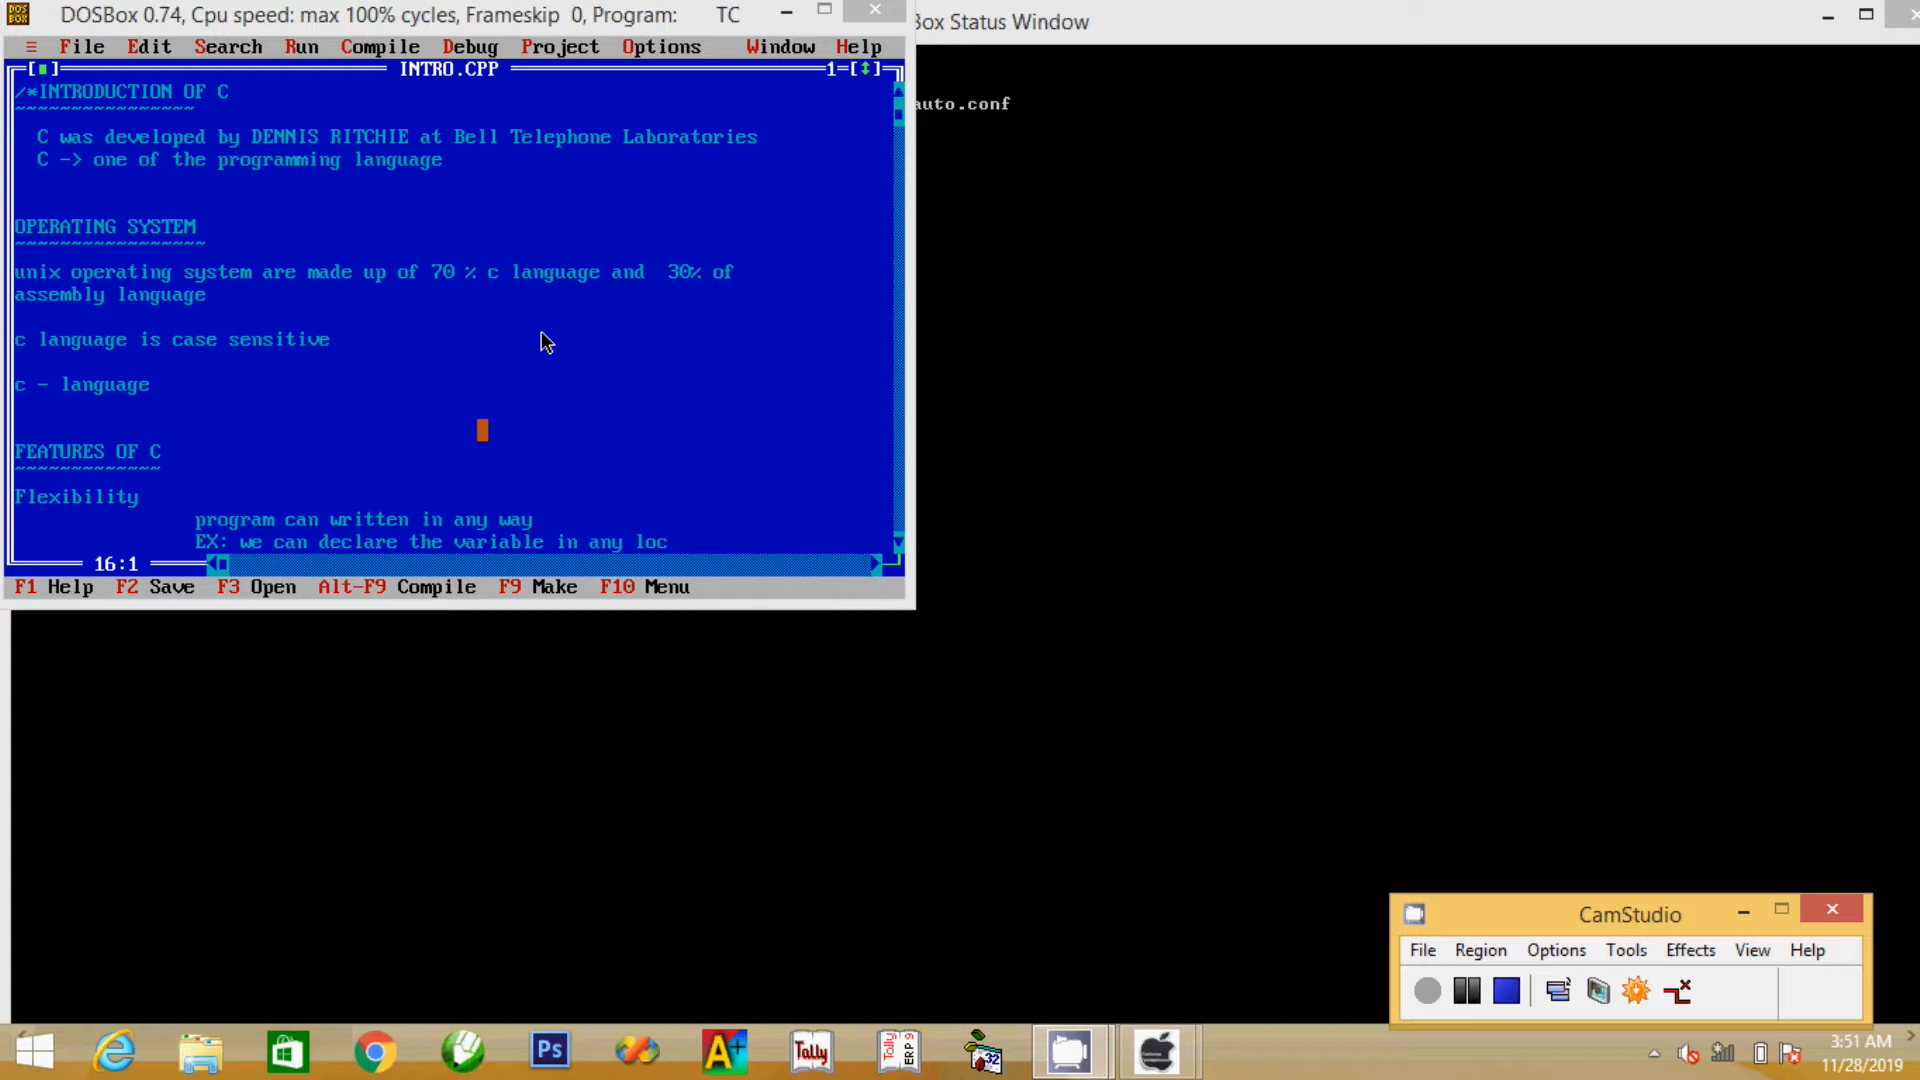 DOSBox 0.74, Cpu speed: max 100% cycles, Frameskip 0, Program: TC
Box Status Window
≡ File Edit Search Run Compile Debug Project Options Window Help
INTRO.CPP
1=[↕]
auto.conf
/*INTRODUCTION OF C
~~~~~~~~~~~~~~~~
C was developed by DENNIS RITCHIE at Bell Telephone Laboratories
C -> one of the programming language
OPERATING SYSTEM
~~~~~~~~~~~~~~~~~
unix operating system are made up of 70 % c language and 30% of
assembly language
c language is case sensitive
c - language
FEATURES OF C
~~~~~~~~~~~~~
Flexibility
program can written in any way
EX: we can declare the variable in any loc
16:1
F1 Help F2 Save F3 Open Alt-F9 Compile F9 Make F10 Menu
CamStudio
File Region Options Tools Effects View Help
Ps
A+
Tally
Tally ERP 9
32
3:51 AM
11/28/2019